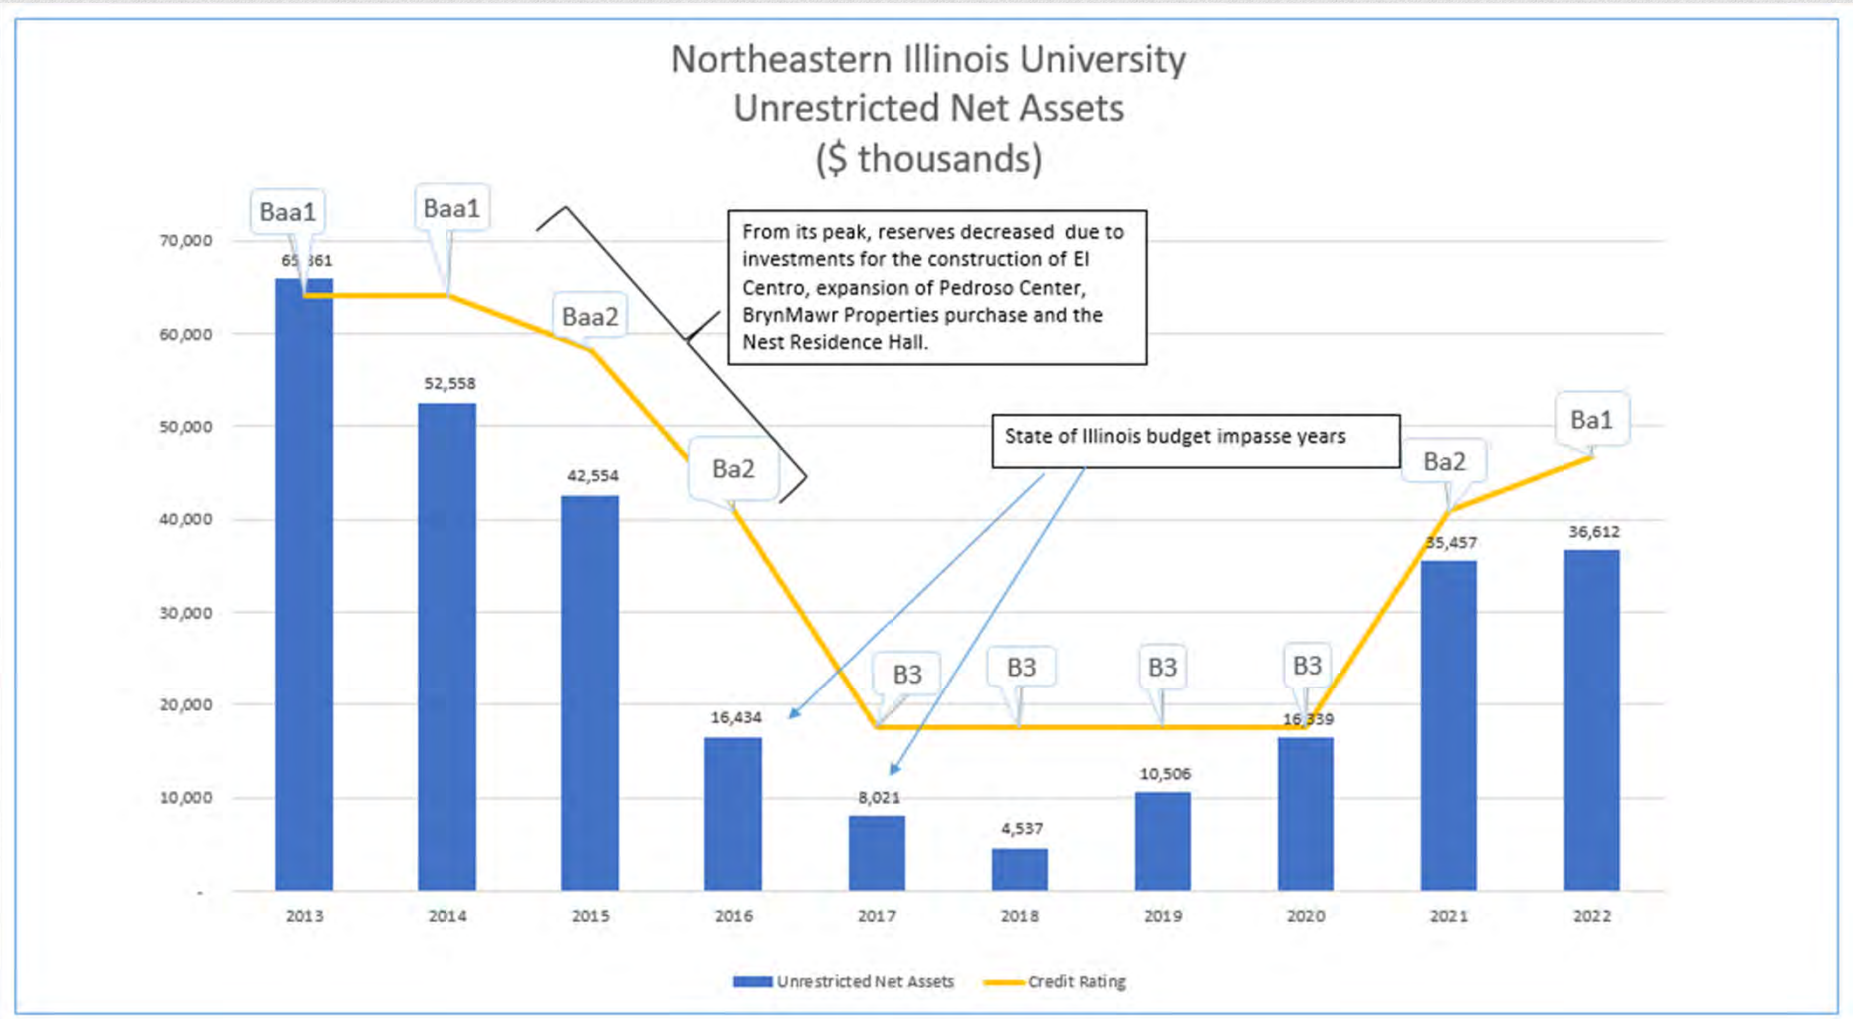 Northeastern Illinois University
Unrestricted Net Assets
($ thousands)
Baa1
Baa1
Baa2
Ba2
B3
B3
B3
B3
Ba2
Ba1
From its peak, reserves decreased due to
investments for the construction of El
Centro, expansion of Pedroso Center,
BrynMawr Properties purchase and the
Nest Residence Hall.
State of Illinois budget impasse years
70,000
60,000
50,000
40,000
30,000
20,000
10,000
-
52,558
42,554
16,434
8,021
4,537
10,506
16,339
35,457
36,612
2013
2014
2015
2016
2017
2018
2019
2020
2021
2022
Unrestricted Net Assets
Credit Rating